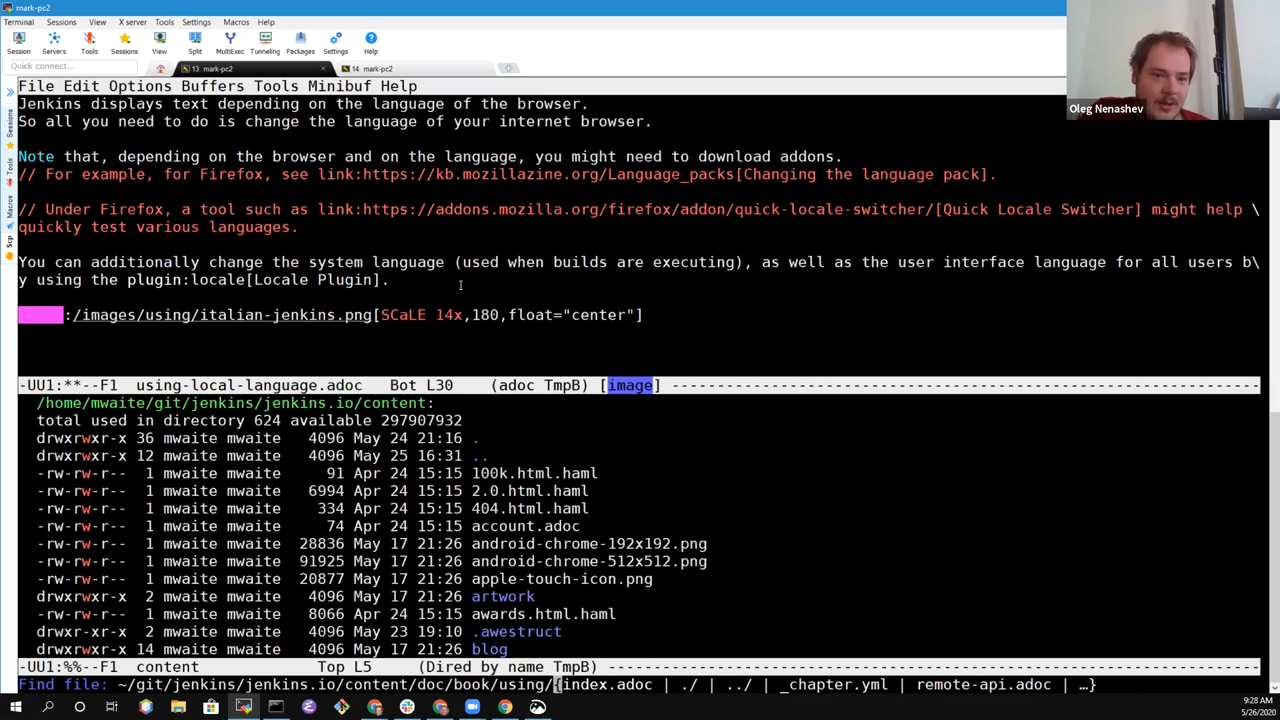 mark-pc2
Terminal Sessions View X server Tools Settings Macros Help
Session Servers Tools Sessions View Split MultiExec Tunneling Packages Settings Help
Quick connect...
13. mark-pc2
14. mark-pc2
Oleg Nenashev
Sessions
Tools
Macros
Scp
File Edit Options Buffers Tools Minibuf Help
Jenkins displays text depending on the language of the browser.
So all you need to do is change the language of your internet browser.
Note that, depending on the browser and on the language, you might need to download addons.
// For example, for Firefox, see link:https://kb.mozillazine.org/Language_packs[Changing the language pack].
// Under Firefox, a tool such as link:https://addons.mozilla.org/firefox/addon/quick-locale-switcher/[Quick Locale Switcher] might help \
quickly test various languages.
You can additionally change the system language (used when builds are executing), as well as the user interface language for all users b\
y using the plugin:locale[Locale Plugin].
:/images/using/italian-jenkins.png[SCaLE 14x,180,float="center"]
-UU1:**--F1 using-local-language.adoc Bot L30 (adoc TmpB) [image] --------------------------------------------------------------------
/home/mwaite/git/jenkins/jenkins.io/content:
total used in directory 624 available 297907932
drwxrwxr-x 36 mwaite mwaite 4096 May 24 21:16 .
drwxrwxr-x 12 mwaite mwaite 4096 May 25 16:31 ..
-rw-rw-r-- 1 mwaite mwaite 91 Apr 24 15:15 100k.html.haml
-rw-rw-r-- 1 mwaite mwaite 6994 Apr 24 15:15 2.0.html.haml
-rw-rw-r-- 1 mwaite mwaite 334 Apr 24 15:15 404.html.haml
-rw-rw-r-- 1 mwaite mwaite 74 Apr 24 15:15 account.adoc
-rw-rw-r-- 1 mwaite mwaite 28836 May 17 21:26 android-chrome-192x192.png
-rw-rw-r-- 1 mwaite mwaite 91925 May 17 21:26 android-chrome-512x512.png
-rw-rw-r-- 1 mwaite mwaite 20877 May 17 21:26 apple-touch-icon.png
drwxrwxr-x 2 mwaite mwaite 4096 May 17 21:26 artwork
-rw-rw-r-- 1 mwaite mwaite 8066 Apr 24 15:15 awards.html.haml
drwxr-xr-x 2 mwaite mwaite 4096 May 23 19:10 .awestruct
drwxrwxr-x 14 mwaite mwaite 4096 May 17 21:26 blog
-UU1:%%--F1 content Top L5 (Dired by name TmpB) ---------------------------------------------------------------------------
Find file: ~/git/jenkins/jenkins.io/content/doc/book/using/{index.adoc | ./ | ../ | _chapter.yml | remote-api.adoc | …}
9:28 AM
5/26/2020